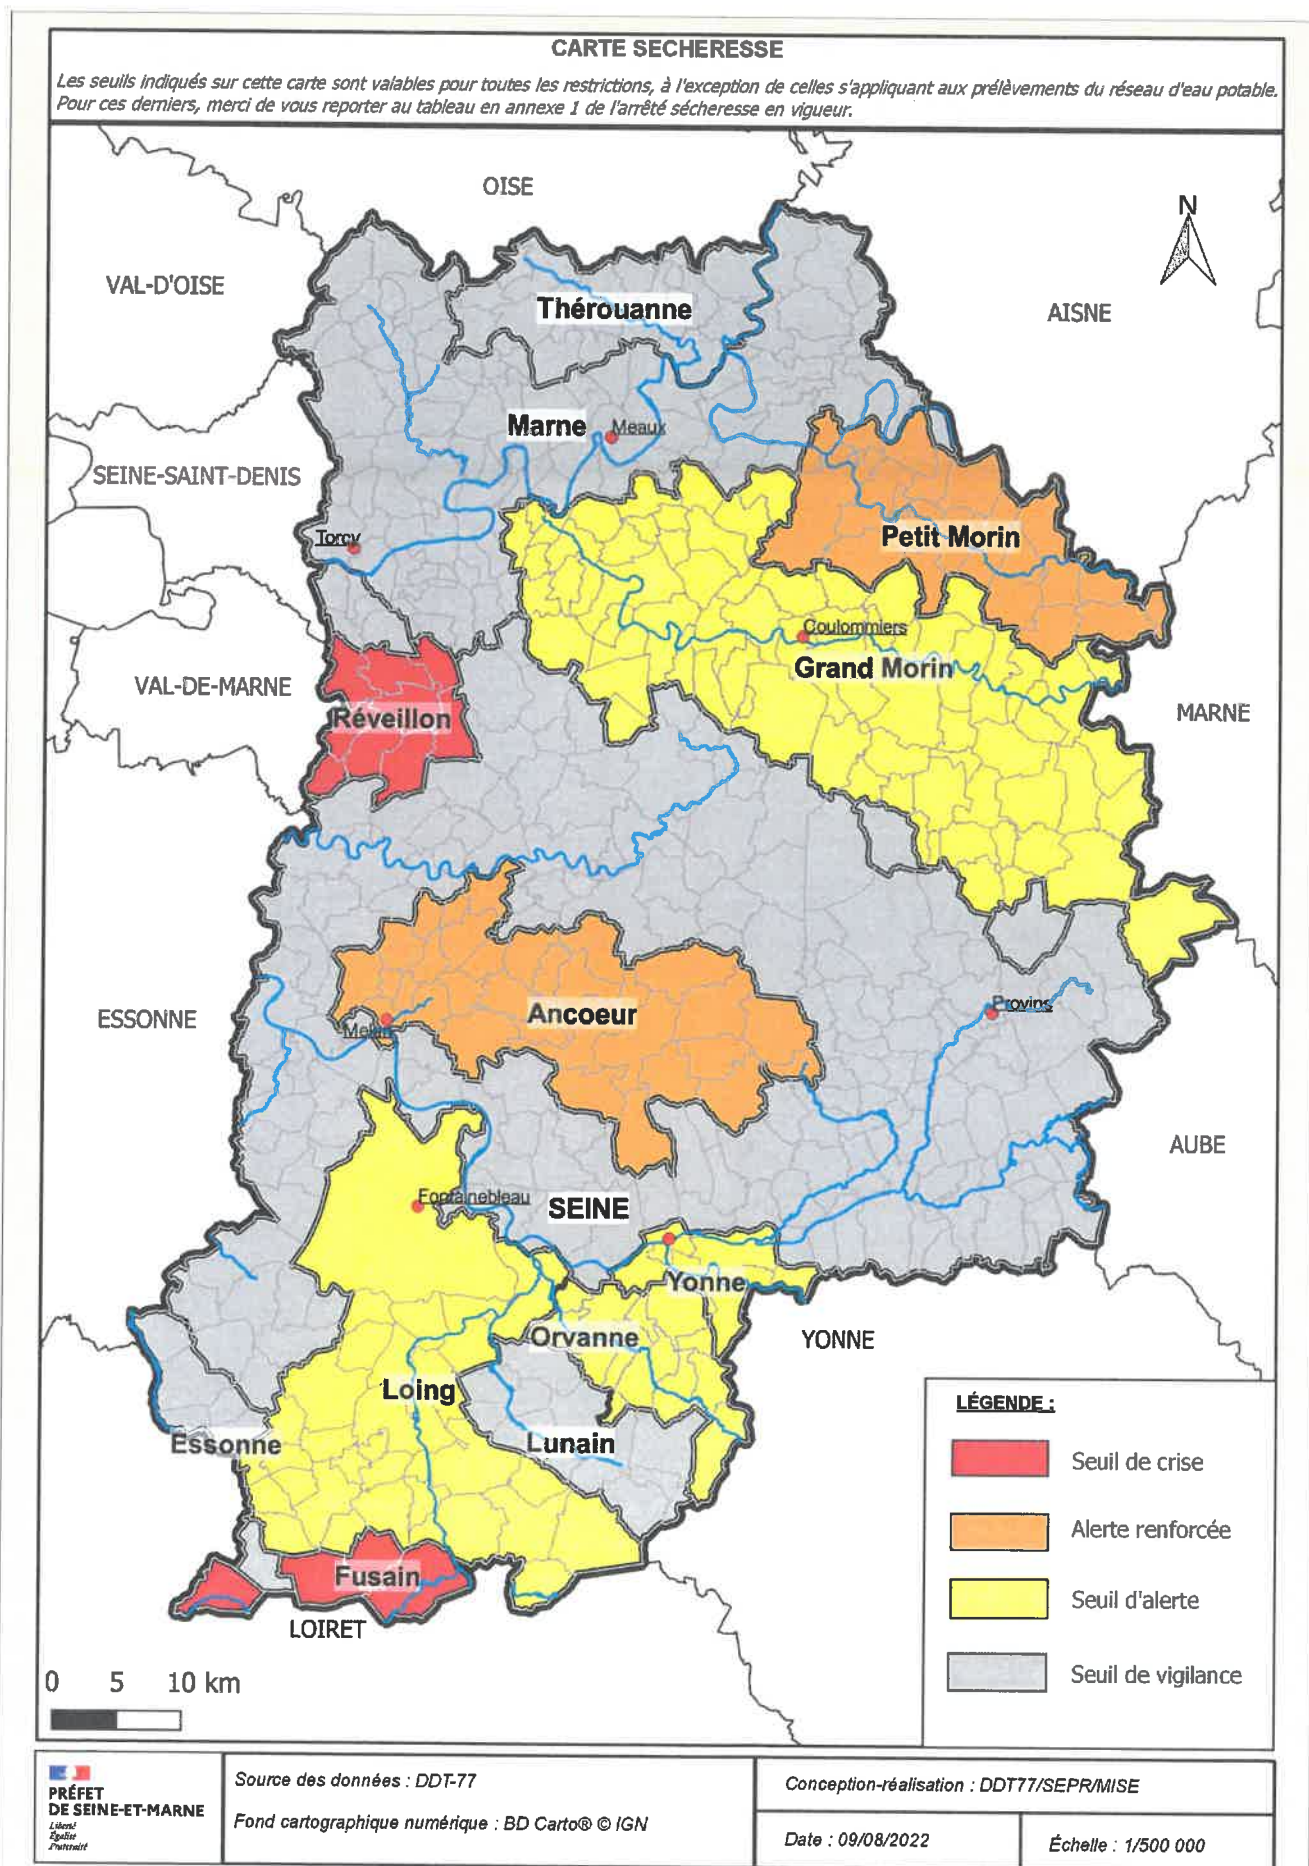 CARTE SECHERESSE
Les seuils indiqués sur cette carte sont valables pour toutes les restrictions, à l'exception de celles s'appliquant aux prélèvements du réseau d'eau potable.
Pour ces derniers, merci de vous reporter au tableau en annexe 1 de l'arrêté sécheresse en vigueur.
OISE
N
VAL-D'OISE
Thérouanne
AISNE
Marne
Meaux
SEINE-SAINT-DENIS
Torcy
Petit Morin
Coulommiers
Grand Morin
VAL-DE-MARNE
MARNE
Réveillon
Provins
Ancoeur
ESSONNE
Melun
AUBE
Fontainebleau
SEINE
Yonne
Orvanne
YONNE
Loing
Essonne
Lunain
LÉGENDE :
Seuil de crise
Alerte renforcée
Seuil d'alerte
Seuil de vigilance
Fusain
LOIRET
0 5 10 km
PRÉFET
DE SEINE-ET-MARNE
Liberté
Égalité
Fraternité
Source des données : DDT-77
Fond cartographique numérique : BD Carto® © IGN
Conception-réalisation : DDT77/SEPR/MISE
Date : 09/08/2022
Échelle : 1/500 000